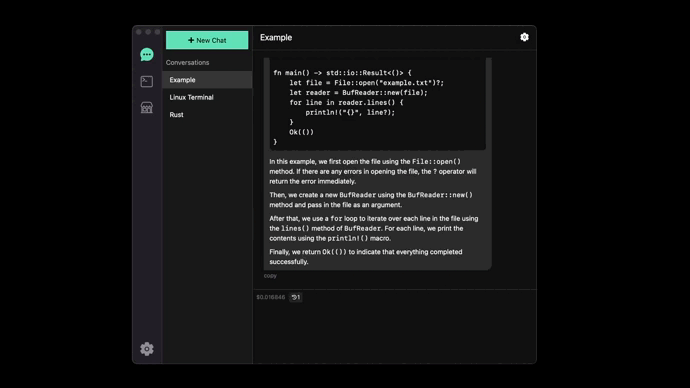 + New Chat
Example
Conversations
Example
Linux Terminal
Rust
fn main() -> std::io::Result<()> {
    let file = File::open("example.txt")?;
    let reader = BufReader::new(file);
    for line in reader.lines() {
        println!("{}", line?);
    }
    Ok(())
}
In this example, we first open the file using the File::open()
method. If there are any errors in opening the file, the ? operator will
return the error immediately.
Then, we create a new BufReader using the BufReader::new()
method and pass in the file as an argument.
After that, we use a for loop to iterate over each line in the file using
the lines() method of BufReader. For each line, we print the
contents using the println!() macro.
Finally, we return Ok(()) to indicate that everything completed
successfully.
copy
$0.016846 1